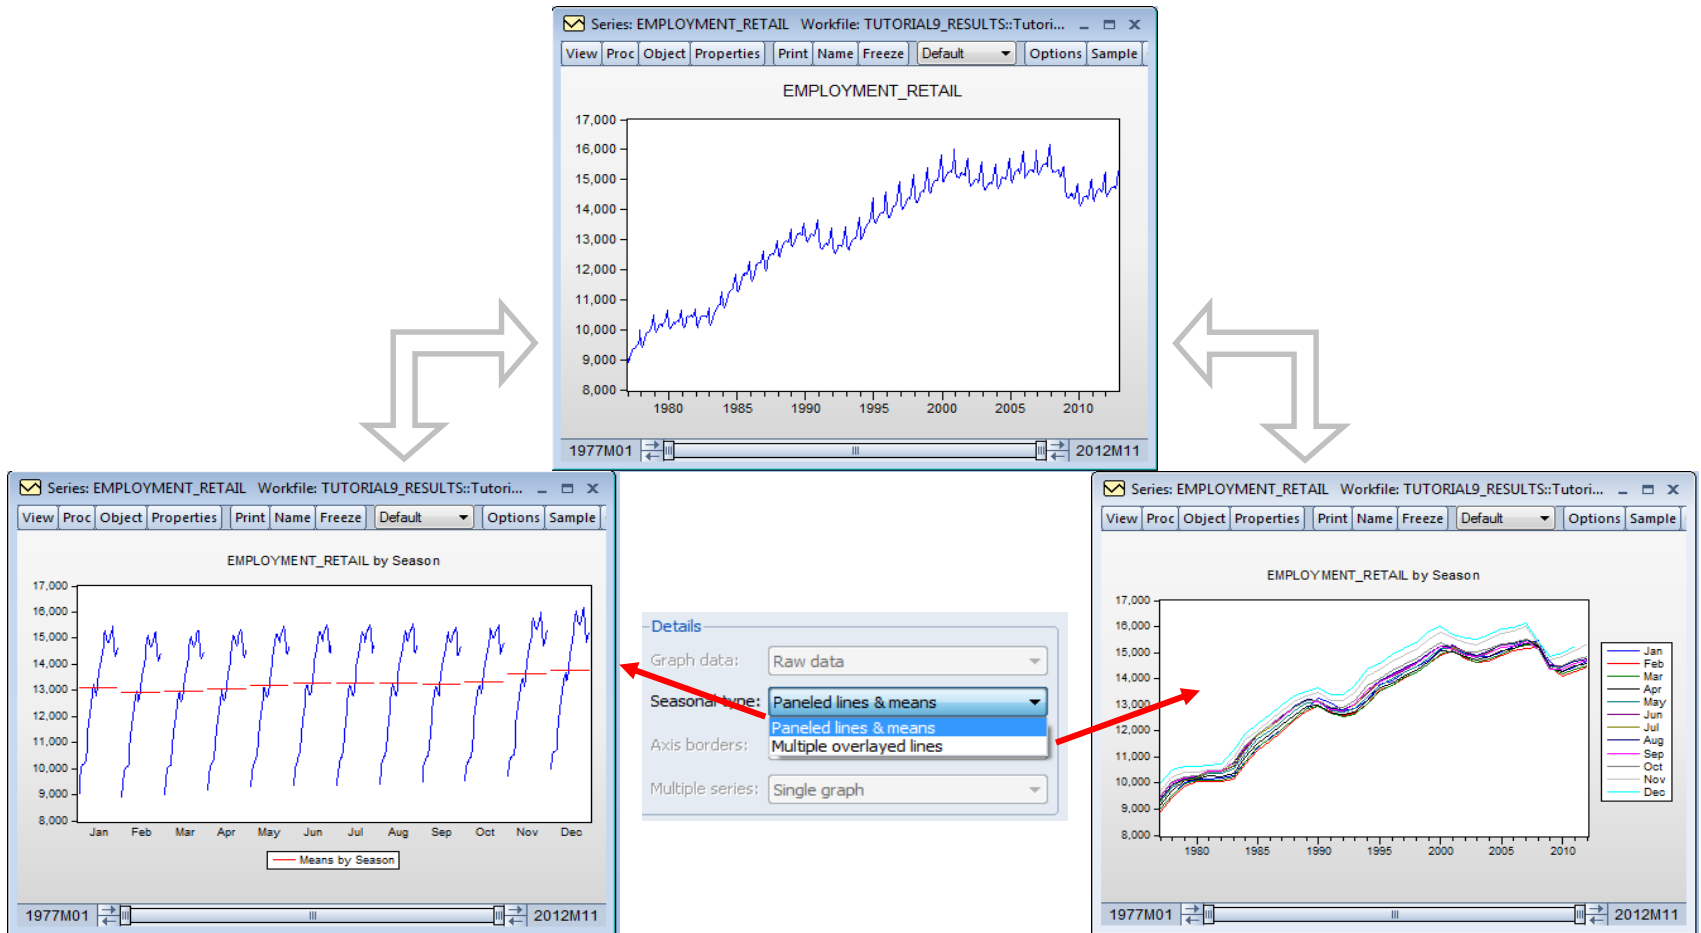 Series: EMPLOYMENT_RETAIL   Workfile: TUTORIAL9_RESULTS::Tutori...
View Proc Object Properties Print Name Freeze Default Options Sample
EMPLOYMENT_RETAIL
17,000
16,000
15,000
14,000
13,000
12,000
11,000
10,000
9,000
8,000
1980 1985 1990 1995 2000 2005 2010
1977M01 2012M11
Series: EMPLOYMENT_RETAIL   Workfile: TUTORIAL9_RESULTS::Tutori...
View Proc Object Properties Print Name Freeze Default Options Sample
EMPLOYMENT_RETAIL by Season
17,000
16,000
15,000
14,000
13,000
12,000
11,000
10,000
9,000
8,000
Jan Feb Mar Apr May Jun Jul Aug Sep Oct Nov Dec
Means by Season
1977M01 2012M11
Details
Graph data: Raw data
Seasonal type: Paneled lines & means
Paneled lines & means
Multiple overlayed lines
Axis borders:
Multiple series: Single graph
Series: EMPLOYMENT_RETAIL   Workfile: TUTORIAL9_RESULTS::Tutori...
View Proc Object Properties Print Name Freeze Default Options Sample
EMPLOYMENT_RETAIL by Season
17,000
16,000
15,000
14,000
13,000
12,000
11,000
10,000
9,000
8,000
1980 1985 1990 1995 2000 2005 2010
Jan
Feb
Mar
Apr
May
Jun
Jul
Aug
Sep
Oct
Nov
Dec
1977M01 2012M11